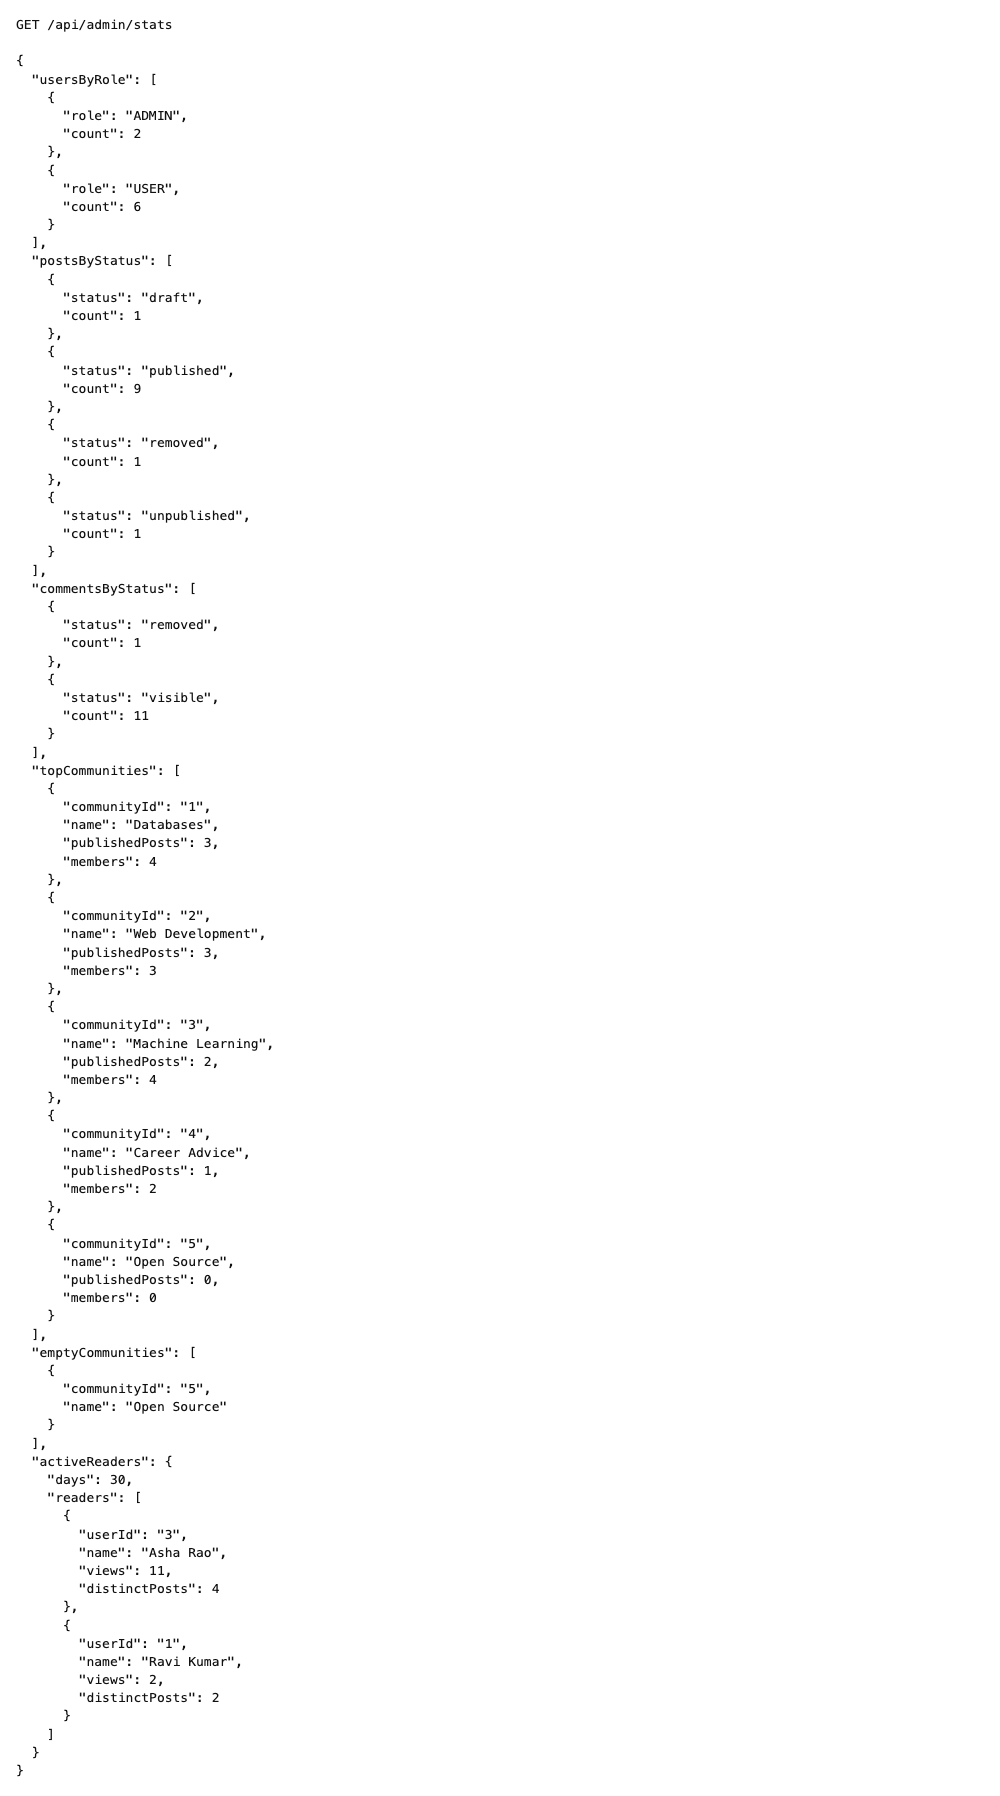 GET /api/admin/stats

{
  "usersByRole": [
    {
      "role": "ADMIN",
      "count": 2
    },
    {
      "role": "USER",
      "count": 6
    }
  ],
  "postsByStatus": [
    {
      "status": "draft",
      "count": 1
    },
    {
      "status": "published",
      "count": 9
    },
    {
      "status": "removed",
      "count": 1
    },
    {
      "status": "unpublished",
      "count": 1
    }
  ],
  "commentsByStatus": [
    {
      "status": "removed",
      "count": 1
    },
    {
      "status": "visible",
      "count": 11
    }
  ],
  "topCommunities": [
    {
      "communityId": "1",
      "name": "Databases",
      "publishedPosts": 3,
      "members": 4
    },
    {
      "communityId": "2",
      "name": "Web Development",
      "publishedPosts": 3,
      "members": 3
    },
    {
      "communityId": "3",
      "name": "Machine Learning",
      "publishedPosts": 2,
      "members": 4
    },
    {
      "communityId": "4",
      "name": "Career Advice",
      "publishedPosts": 1,
      "members": 2
    },
    {
      "communityId": "5",
      "name": "Open Source",
      "publishedPosts": 0,
      "members": 0
    }
  ],
  "emptyCommunities": [
    {
      "communityId": "5",
      "name": "Open Source"
    }
  ],
  "activeReaders": {
    "days": 30,
    "readers": [
      {
        "userId": "3",
        "name": "Asha Rao",
        "views": 11,
        "distinctPosts": 4
      },
      {
        "userId": "1",
        "name": "Ravi Kumar",
        "views": 2,
        "distinctPosts": 2
      }
    ]
  }
}